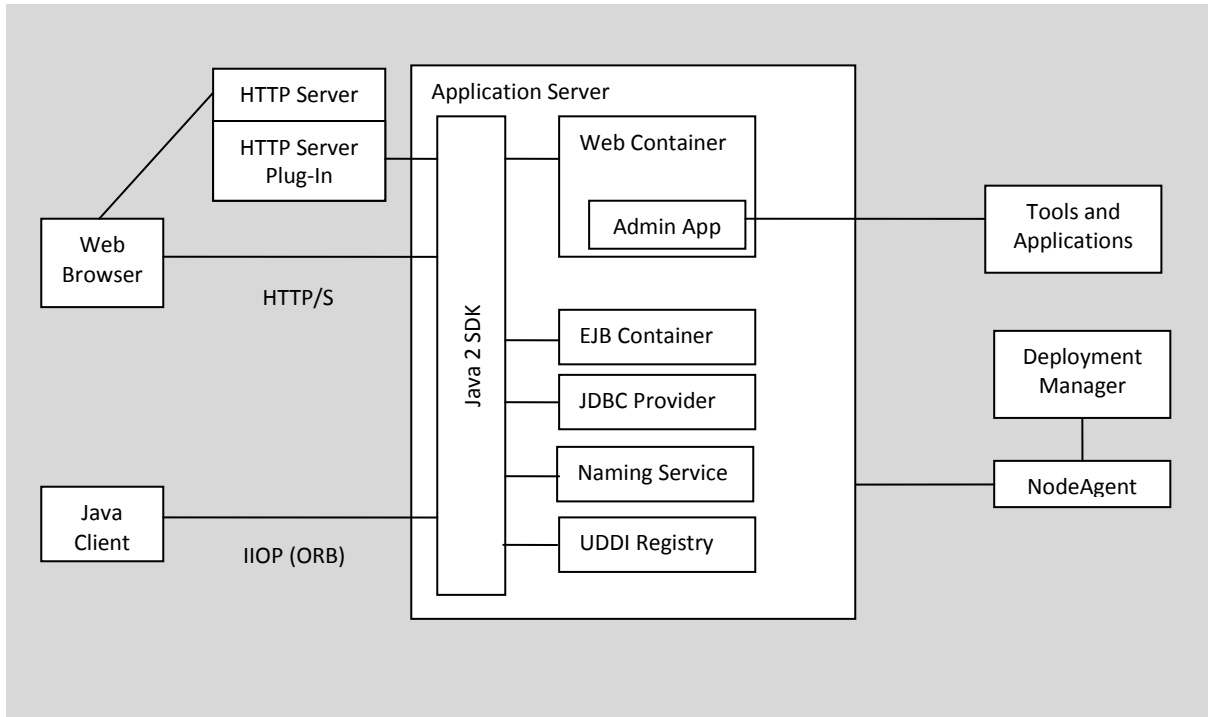 HTTP Server
HTTP Server
Plug-In
Web
Browser
HTTP/S
Java
Client
IIOP (ORB)
Application Server
Java 2 SDK
Web Container
Admin App
EJB Container
JDBC Provider
Naming Service
UDDI Registry
Tools and
Applications
Deployment
Manager
NodeAgent